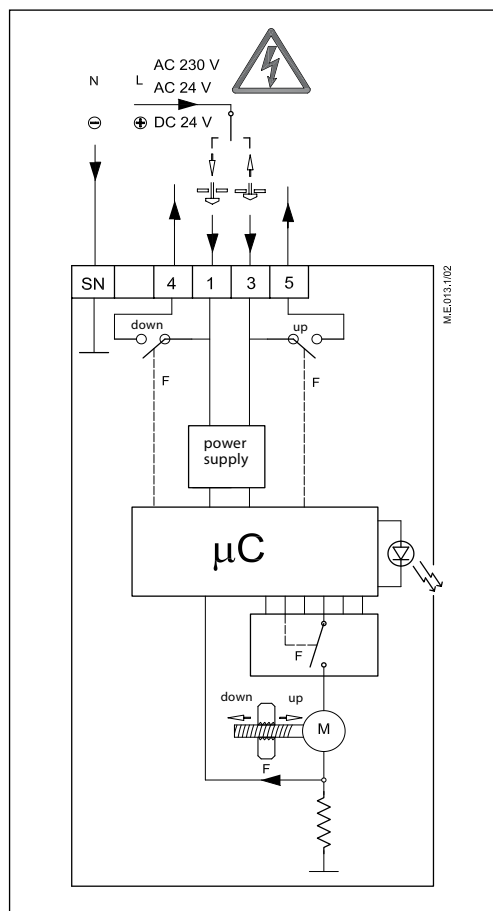 AC 230 V
N L AC 24 V
⊖ ⊕ DC 24 V
SN 4 1 3 5
M.E.013.1/02
down up
F F
power
supply
µC
F
down up
M
F